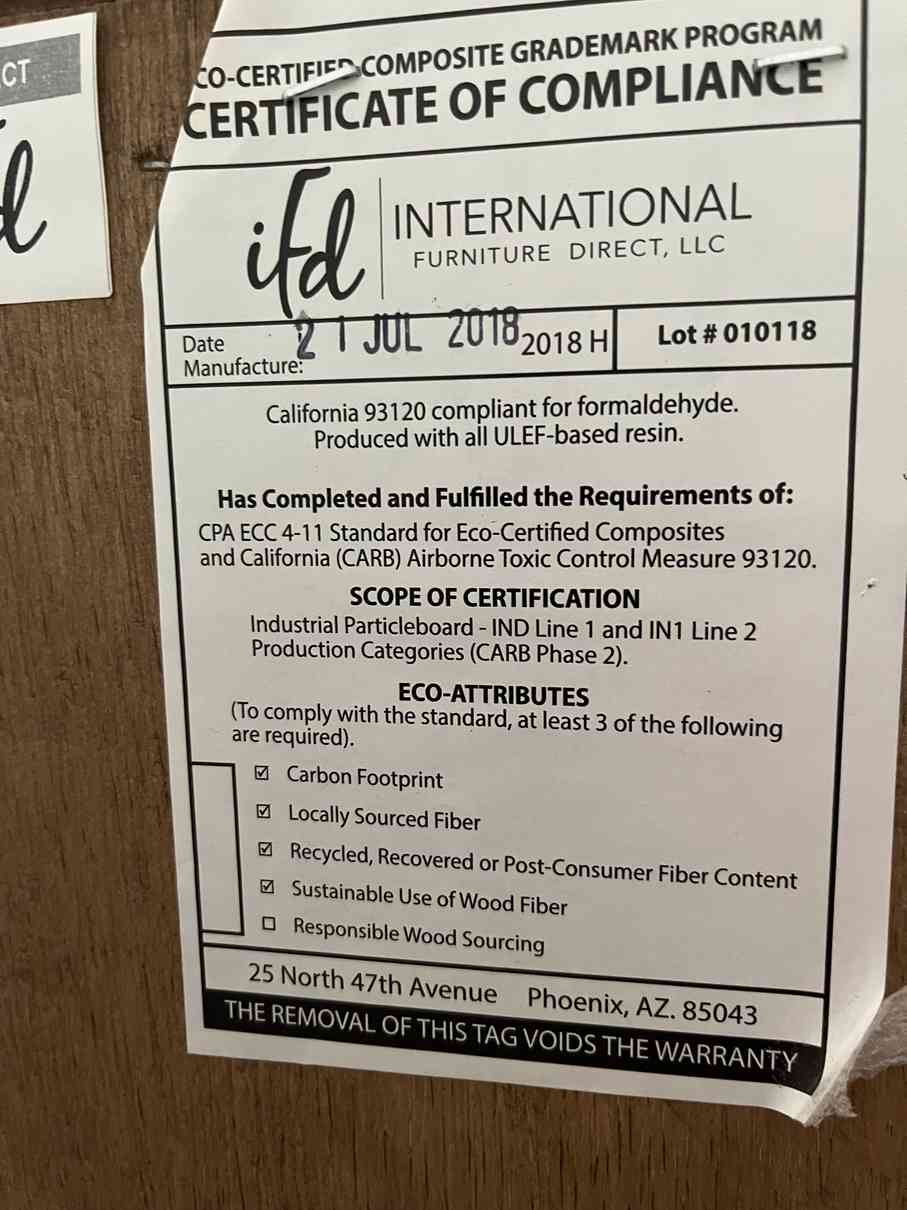 CT
d
CO-CERTIFIED COMPOSITE GRADEMARK PROGRAM
CERTIFICATE OF COMPLIANCE
iFd INTERNATIONAL
FURNITURE DIRECT, LLC
Date
Manufacture: 21 JUL 2018 2018 H
Lot # 010118
California 93120 compliant for formaldehyde.
Produced with all ULEF-based resin.
Has Completed and Fulfilled the Requirements of:
CPA ECC 4-11 Standard for Eco-Certified Composites
and California (CARB) Airborne Toxic Control Measure 93120.
SCOPE OF CERTIFICATION
Industrial Particleboard - IND Line 1 and IN1 Line 2
Production Categories (CARB Phase 2).
ECO-ATTRIBUTES
(To comply with the standard, at least 3 of the following
are required).
☑ Carbon Footprint
☑ Locally Sourced Fiber
☑ Recycled, Recovered or Post-Consumer Fiber Content
☑ Sustainable Use of Wood Fiber
☐ Responsible Wood Sourcing
25 North 47th Avenue Phoenix, AZ. 85043
THE REMOVAL OF THIS TAG VOIDS THE WARRANTY